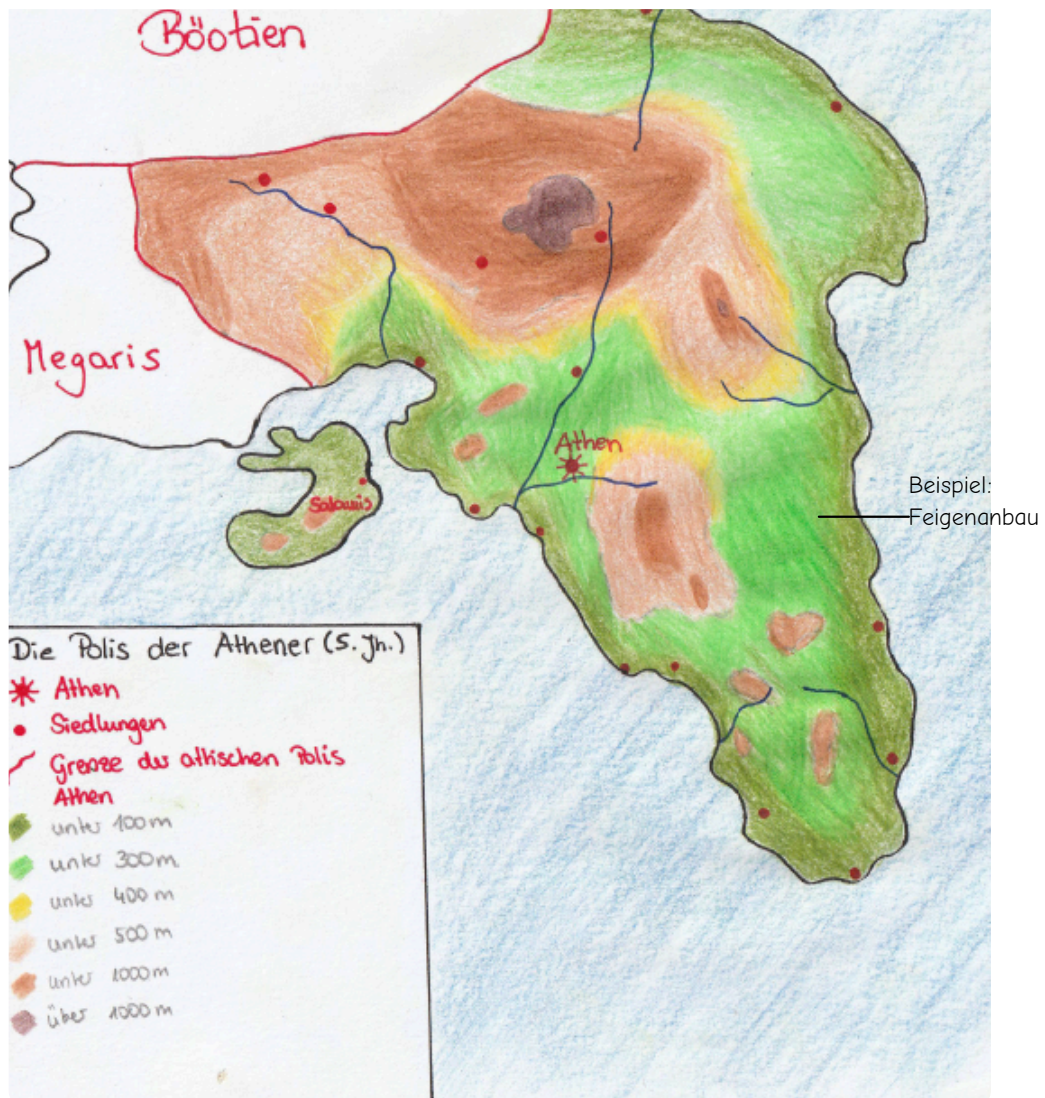 Böotien
Megaris
Athen
Salamis
Beispiel:
Feigenanbau
Die Polis der Athener (5. Jh.)
Athen
Siedlungen
Grenze der attischen Polis
Athen
unter 100 m
unter 300 m
unter 400 m
unter 500 m
unter 1000 m
über 1000 m